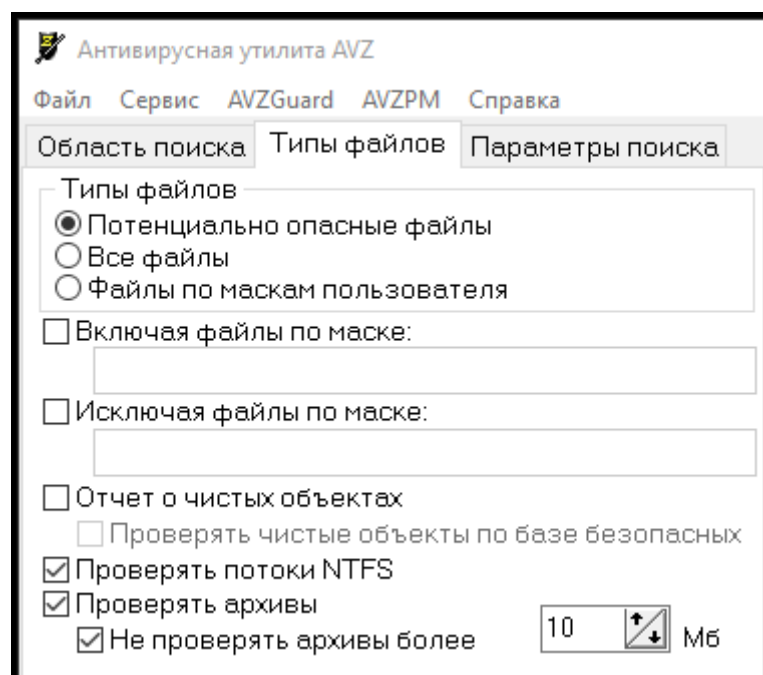 Антивирусная утилита AVZ
Файл Сервис AVZGuard AVZPM Справка
Область поиска Типы файлов Параметры поиска
Типы файлов
Потенциально опасные файлы
Все файлы
Файлы по маскам пользователя
Включая файлы по маске:
Исключая файлы по маске:
Отчет о чистых объектах
Проверять чистые объекты по базе безопасных
Проверять потоки NTFS
Проверять архивы
Не проверять архивы более 10 Мб